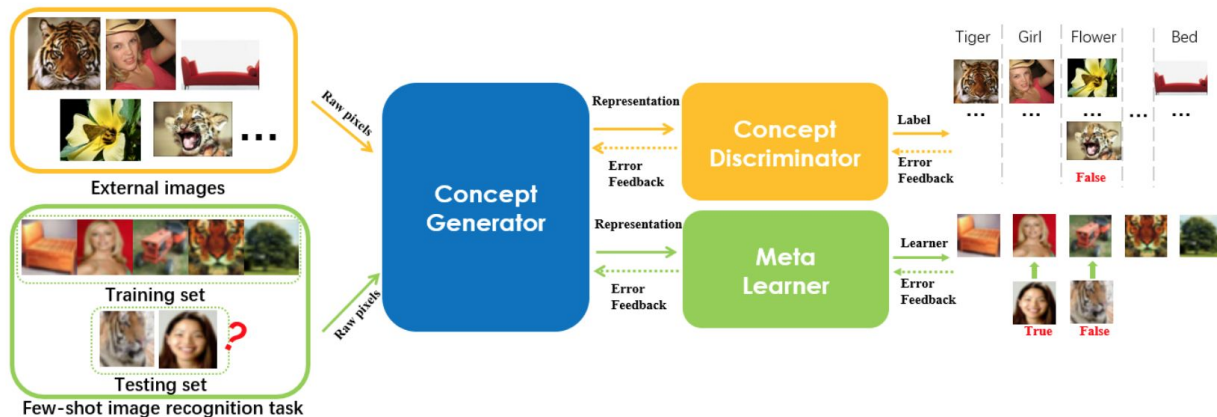 External images
...
Training set
?
Testing set
Few-shot image recognition task
Raw pixels
Raw pixels
Concept
Generator
Representation
Error
Feedback
Representation
Error
Feedback
Concept
Discriminator
Meta
Learner
Label
Error
Feedback
Learner
Error
Feedback
Tiger Girl Flower Bed
... ... ... ... ...
False
True False